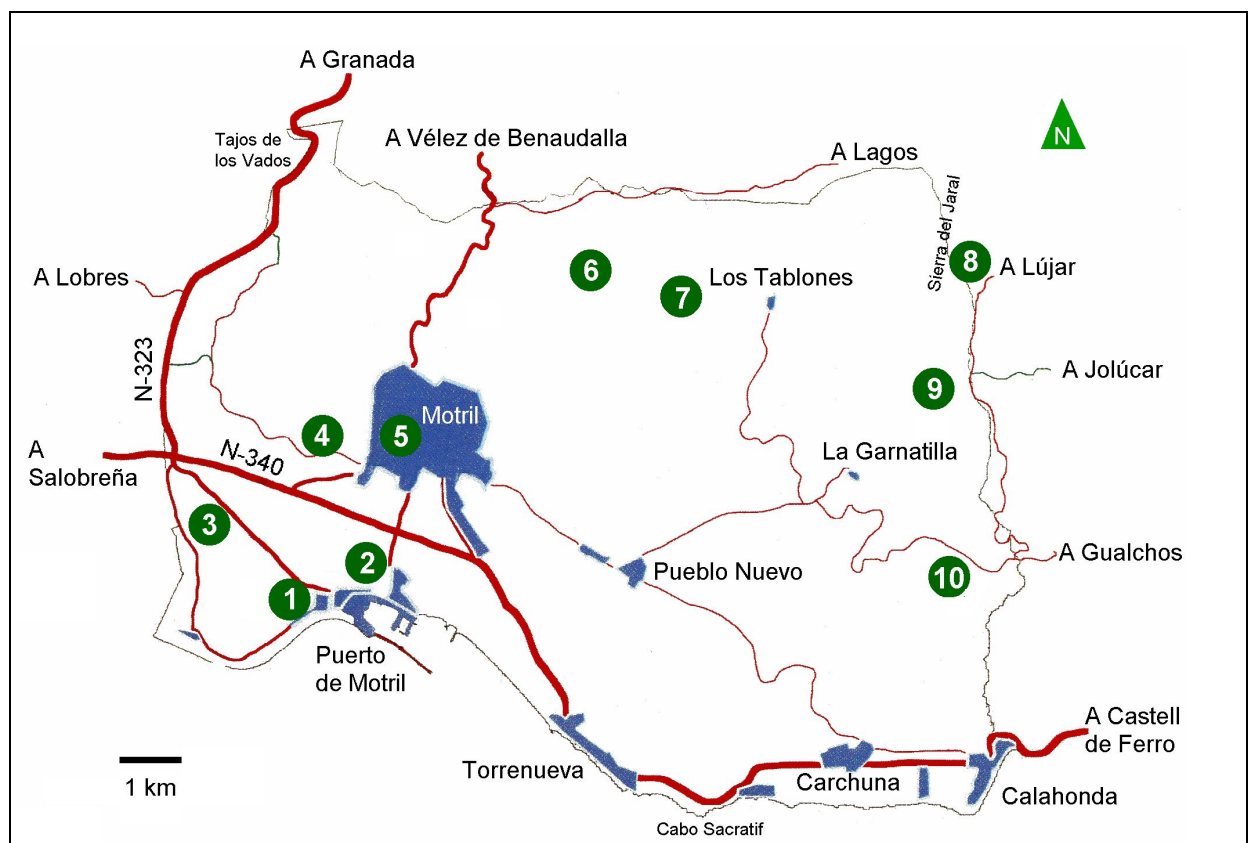 A Granada
N
Tajos de
los Vados
A Vélez de Benaudalla
A Lagos
Sierra del Jaral
6
8
A Lobres
7
Los Tablones
A Lújar
N-323
A Jolúcar
9
Motril
4
5
A
Salobreña
N-340
La Garnatilla
3
2
A Gualchos
Pueblo Nuevo
10
1
Puerto
de Motril
A Castell
de Ferro
1 km
Torrenueva
Carchuna
Calahonda
Cabo Sacratif